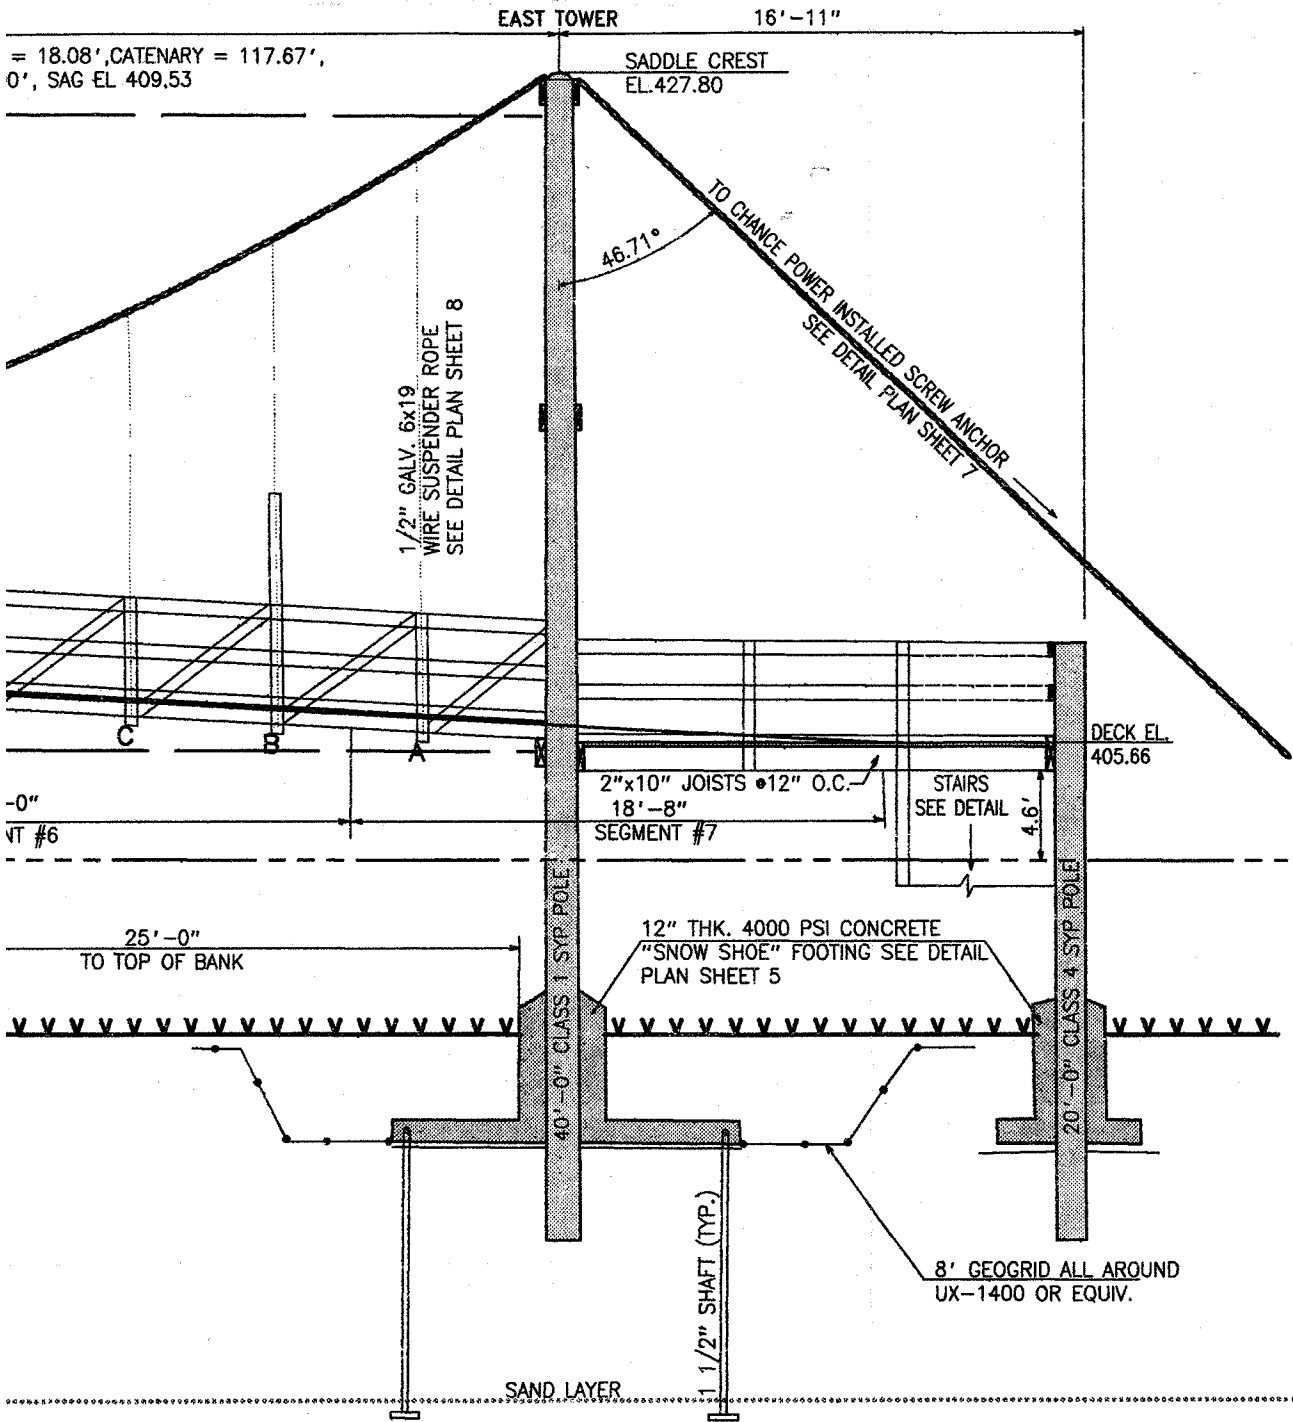 EAST TOWER
16'-11"
= 18.08',CATENARY = 117.67',
0', SAG EL 409.53
SADDLE CREST
EL.427.80
46.71°
TO CHANCE POWER INSTALLED SCREW ANCHOR
SEE DETAIL PLAN SHEET 7
1/2" GALV. 6x19
WIRE SUSPENDER ROPE
SEE DETAIL PLAN SHEET 8
C
B
A
DECK EL.
405.66
2"x10" JOISTS @12" O.C.
STAIRS
SEE DETAIL
4.6'
-0"
NT #6
18'-8"
SEGMENT #7
25'-0"
TO TOP OF BANK
12" THK. 4000 PSI CONCRETE
"SNOW SHOE" FOOTING SEE DETAIL
PLAN SHEET 5
40'-0" CLASS 1 SYP POLE
20'-0" CLASS 4 SYP POLE
1 1/2" SHAFT (TYP.)
8' GEOGRID ALL AROUND
UX-1400 OR EQUIV.
SAND LAYER